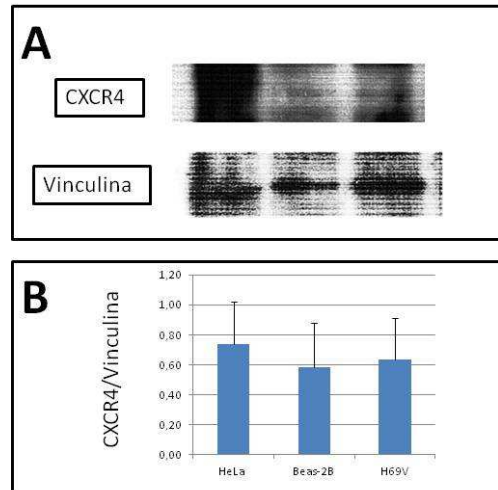 A
CXCR4
Vinculina
B
CXCR4/Vinculina
1,20
1,00
0,80
0,60
0,40
0,20
0,00
HeLa
Beas-2B
H69V